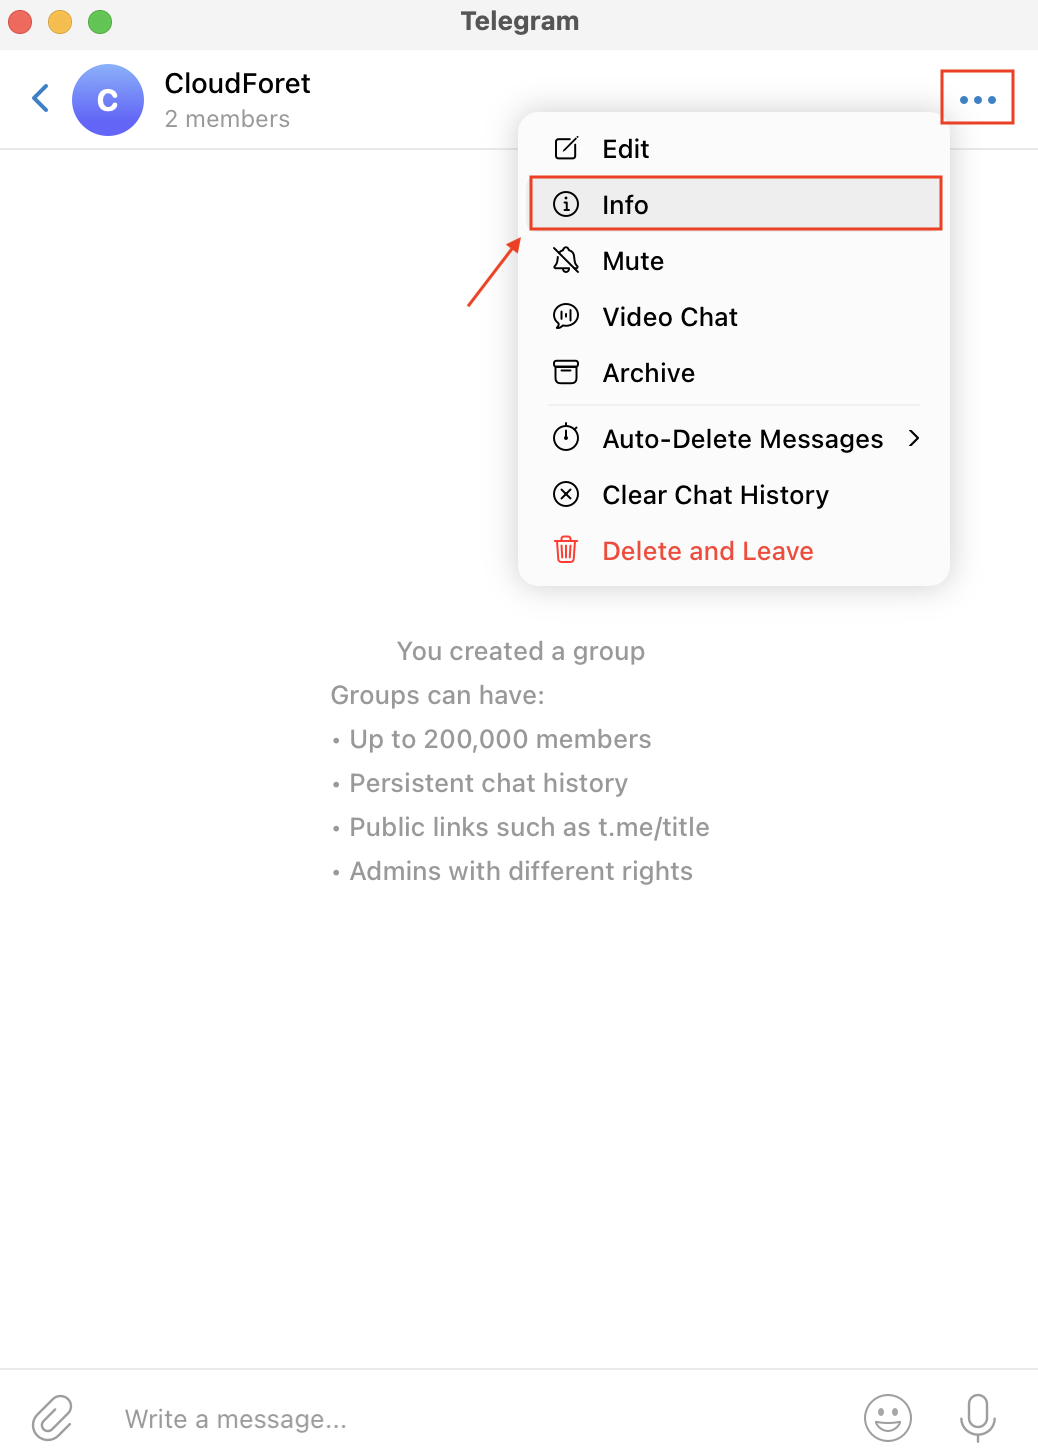 Telegram
C
CloudForet
2 members
Edit
Info
Mute
Video Chat
Archive
Auto-Delete Messages
Clear Chat History
Delete and Leave
You created a group
Groups can have:
• Up to 200,000 members
• Persistent chat history
• Public links such as t.me/title
• Admins with different rights
Write a message...